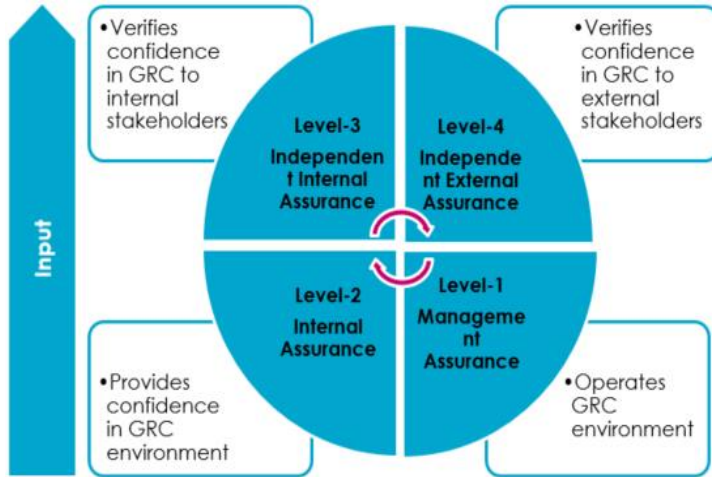 •Verifies
confidence
in GRC to
internal
stakeholders
•Verifies
confidence
in GRC to
external
stakeholders
Level-3
Independen
t Internal
Assurance
Level-4
Independe
nt External
Assurance
Input
Level-2
Internal
Assurance
Level-1
Manageme
nt
Assurance
•Provides
confidence
in GRC
environment
•Operates
GRC
environment